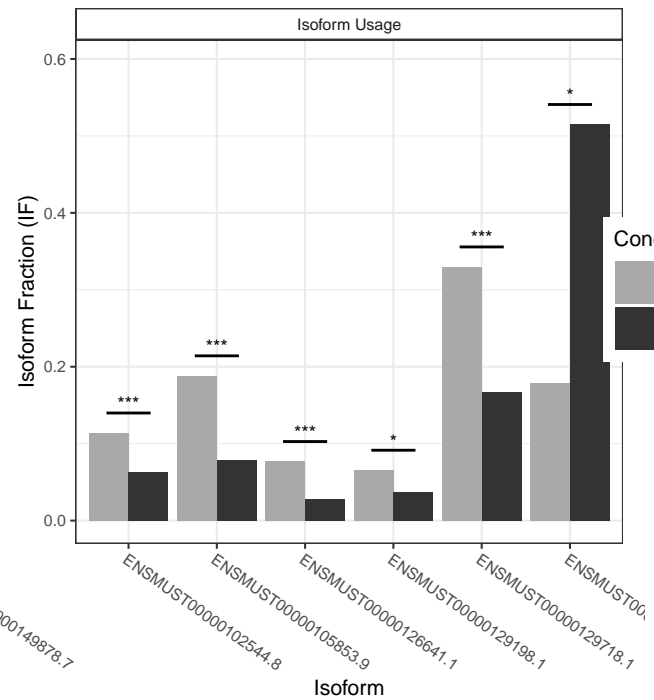 Isoform Usage
0.6
*
***
0.4
***
***
***
*
0.2
0.0
Isoform Fraction (IF)
ENSMUST00000102544.8
ENSMUST00000105853.9
ENSMUST00000126641.1
ENSMUST00000129198.1
ENSMUST00000129718.1
Isoform